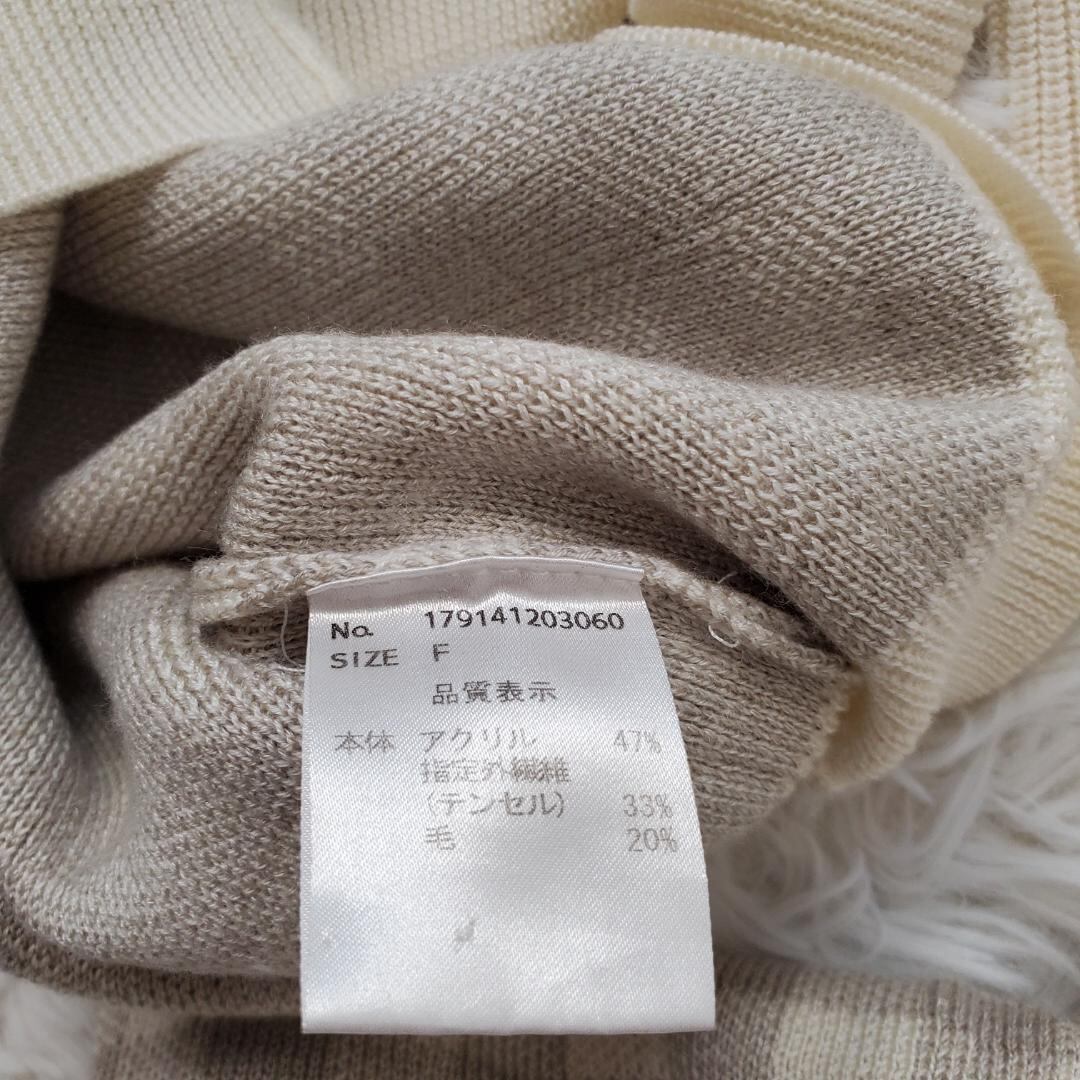 No. 179141203060
SIZE F
品質表示
本体 アクリル 47%
指定外繊維
(テンセル) 33%
毛 20%